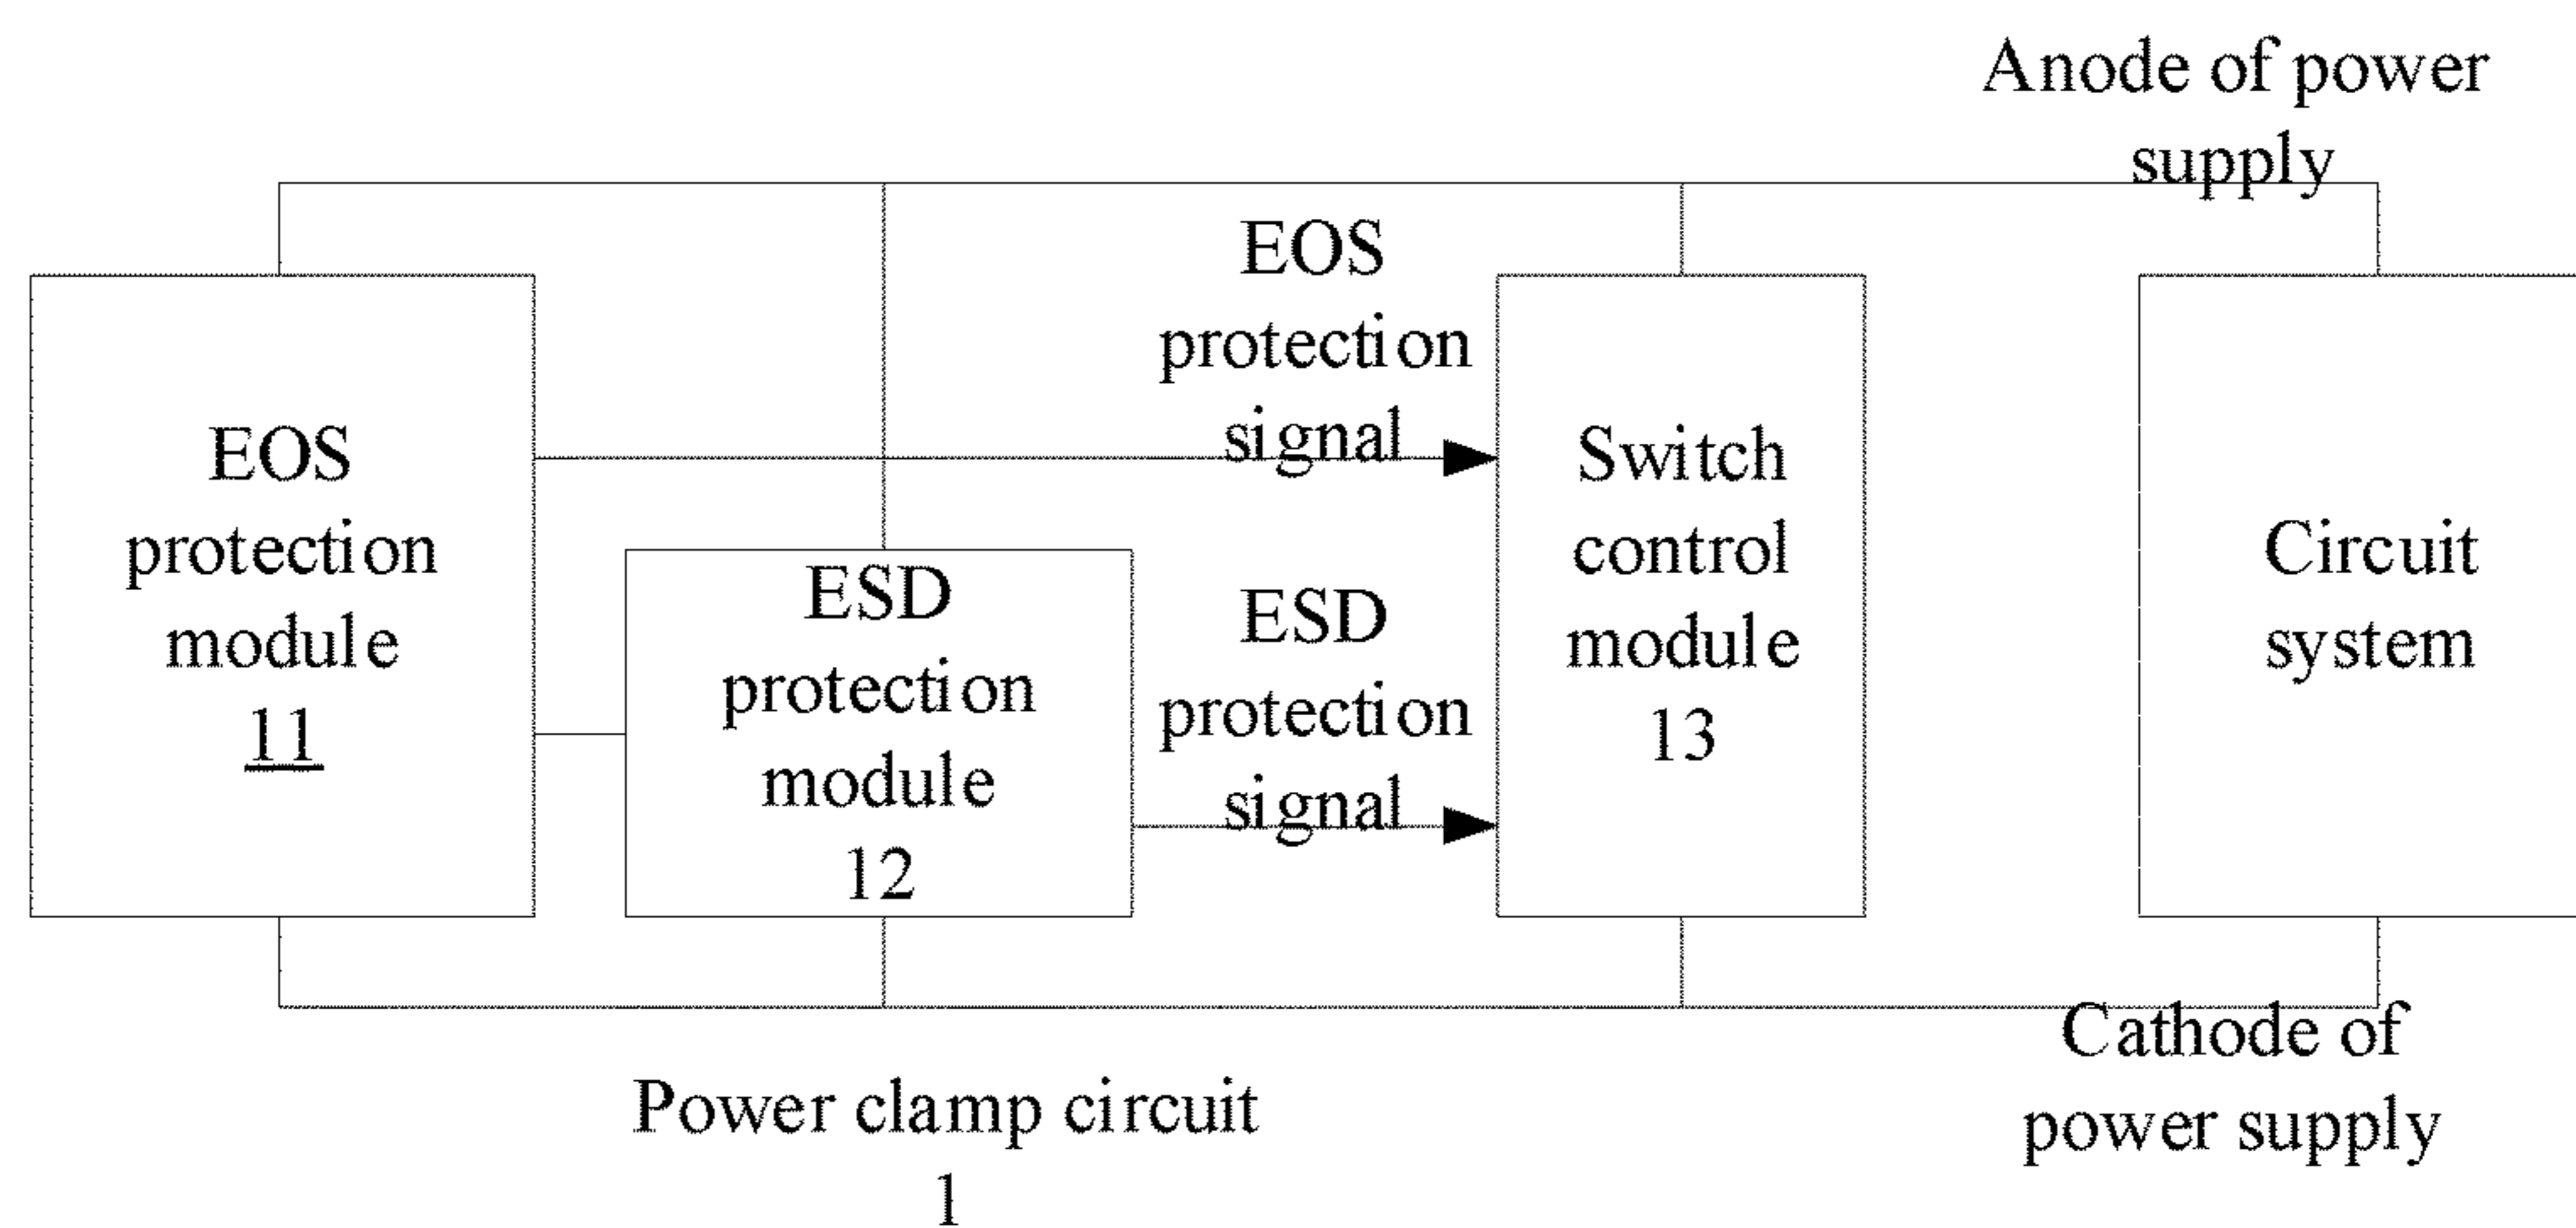 Anode of power
supply
EOS
protection
module
11
ESD
protection
module
12
EOS
protection
signal
ESD
protection
signal
Switch
control
module
13
Circuit
system
Cathode of
power supply
Power clamp circuit
1